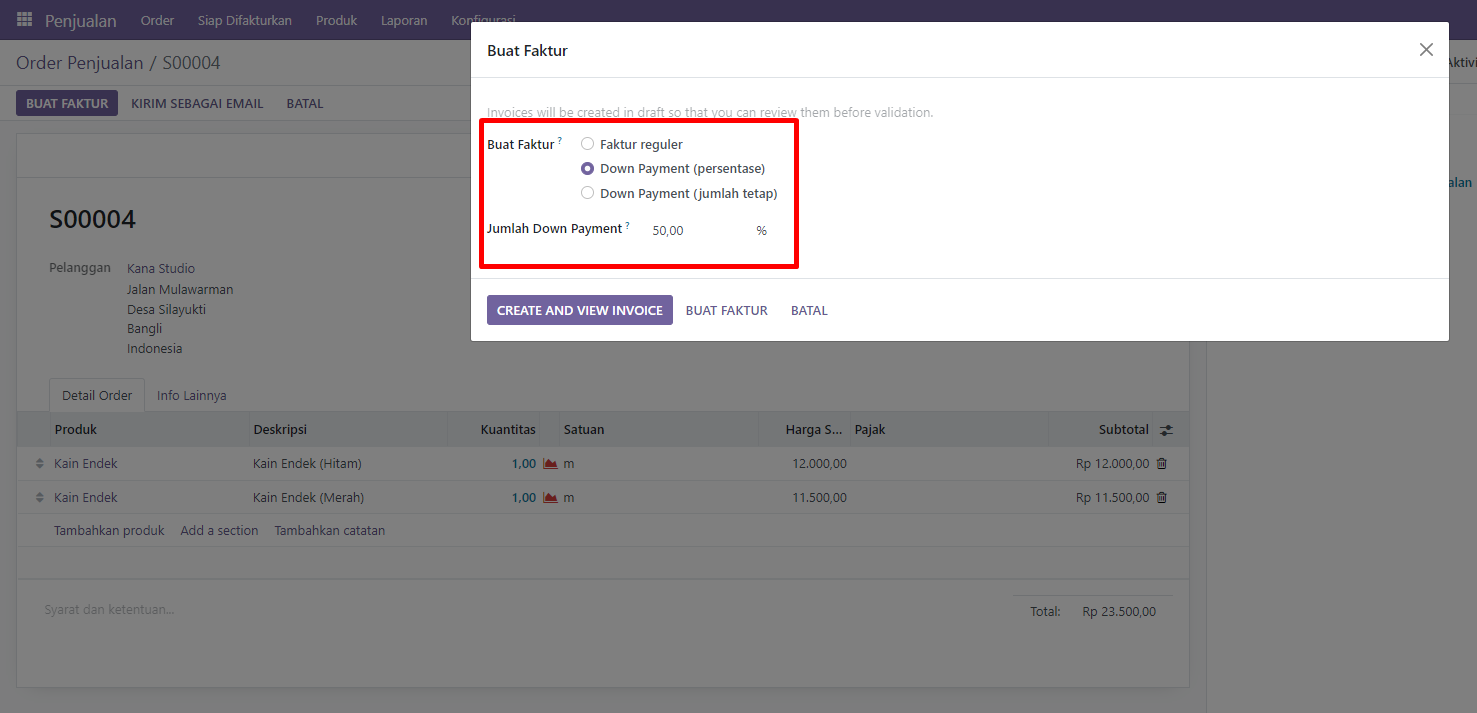 Penjualan Order Siap Difakturkan Produk Laporan Konfigurasi
Order Penjualan / S00004
BUAT FAKTUR KIRIM SEBAGAI EMAIL BATAL
Buat Faktur
Invoices will be created in draft so that you can review them before validation.
Buat Faktur ? Faktur reguler
Down Payment (persentase)
Down Payment (jumlah tetap)
Jumlah Down Payment ? 50,00 %
CREATE AND VIEW INVOICE BUAT FAKTUR BATAL
S00004
Pelanggan Kana Studio
Jalan Mulawarman
Desa Silayukti
Bangli
Indonesia
Detail Order Info Lainnya
Produk Deskripsi Kuantitas Satuan Harga S... Pajak Subtotal
Kain Endek Kain Endek (Hitam) 1,00 m 12.000,00 Rp 12.000,00
Kain Endek Kain Endek (Merah) 1,00 m 11.500,00 Rp 11.500,00
Tambahkan produk Add a section Tambahkan catatan
Syarat dan ketentuan...
Total: Rp 23.500,00